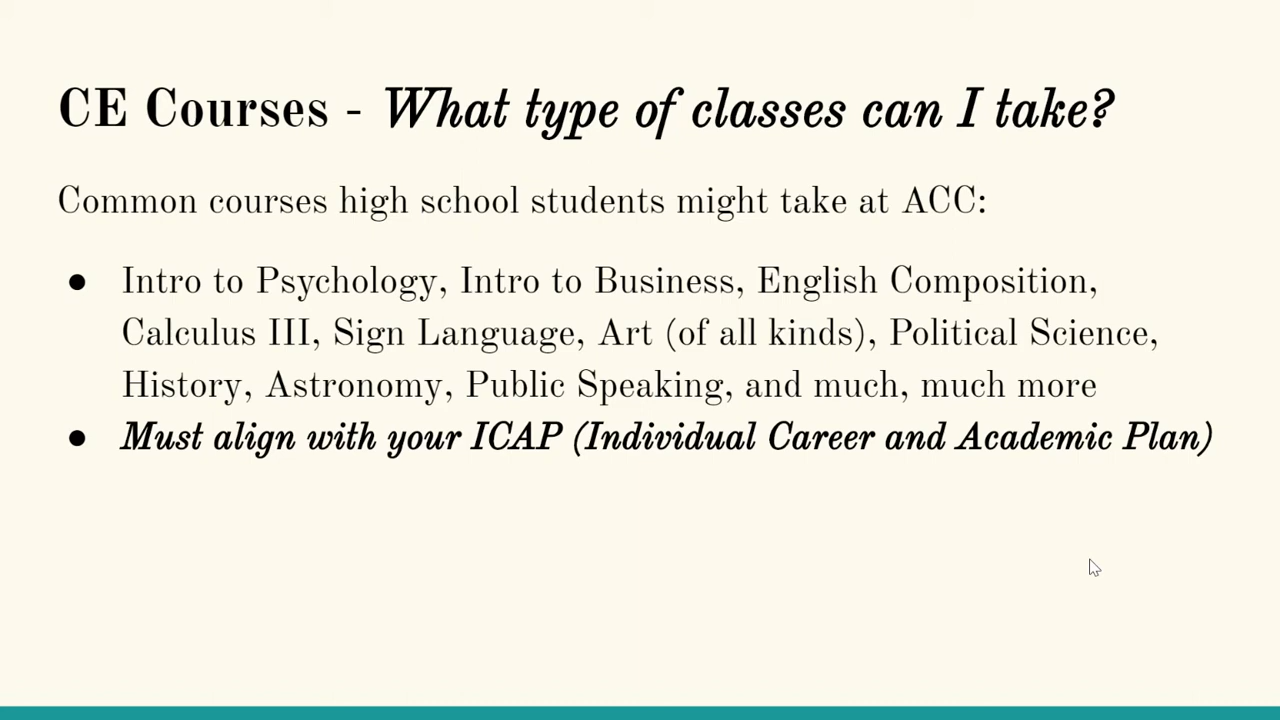 CE Courses - What type of classes can I take?
Common courses high school students might take at ACC:
● Intro to Psychology, Intro to Business, English Composition,
Calculus III, Sign Language, Art (of all kinds), Political Science,
History, Astronomy, Public Speaking, and much, much more
● Must align with your ICAP (Individual Career and Academic Plan)